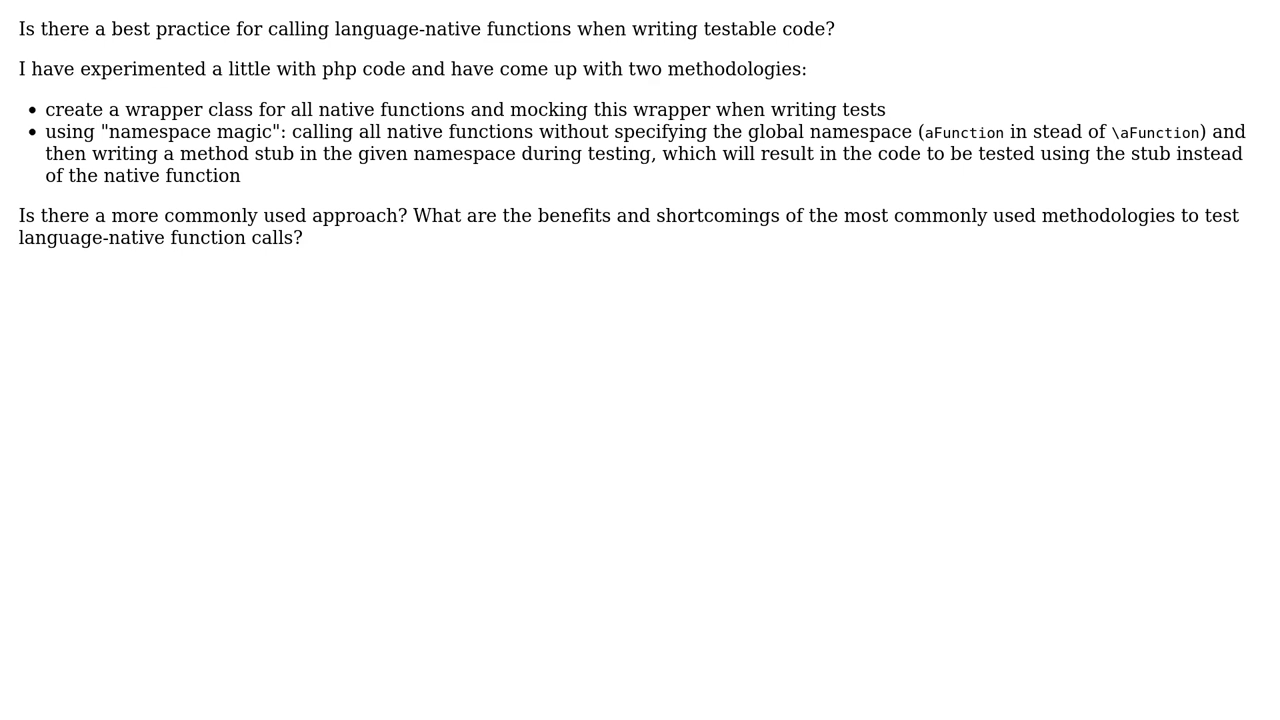 Is there a best practice for calling language-native functions when writing testable code?
I have experimented a little with php code and have come up with two methodologies:
• create a wrapper class for all native functions and mocking this wrapper when writing tests
• using "namespace magic": calling all native functions without specifying the global namespace (aFunction in stead of \aFunction) and
then writing a method stub in the given namespace during testing, which will result in the code to be tested using the stub instead
of the native function
Is there a more commonly used approach? What are the benefits and shortcomings of the most commonly used methodologies to test
language-native function calls?